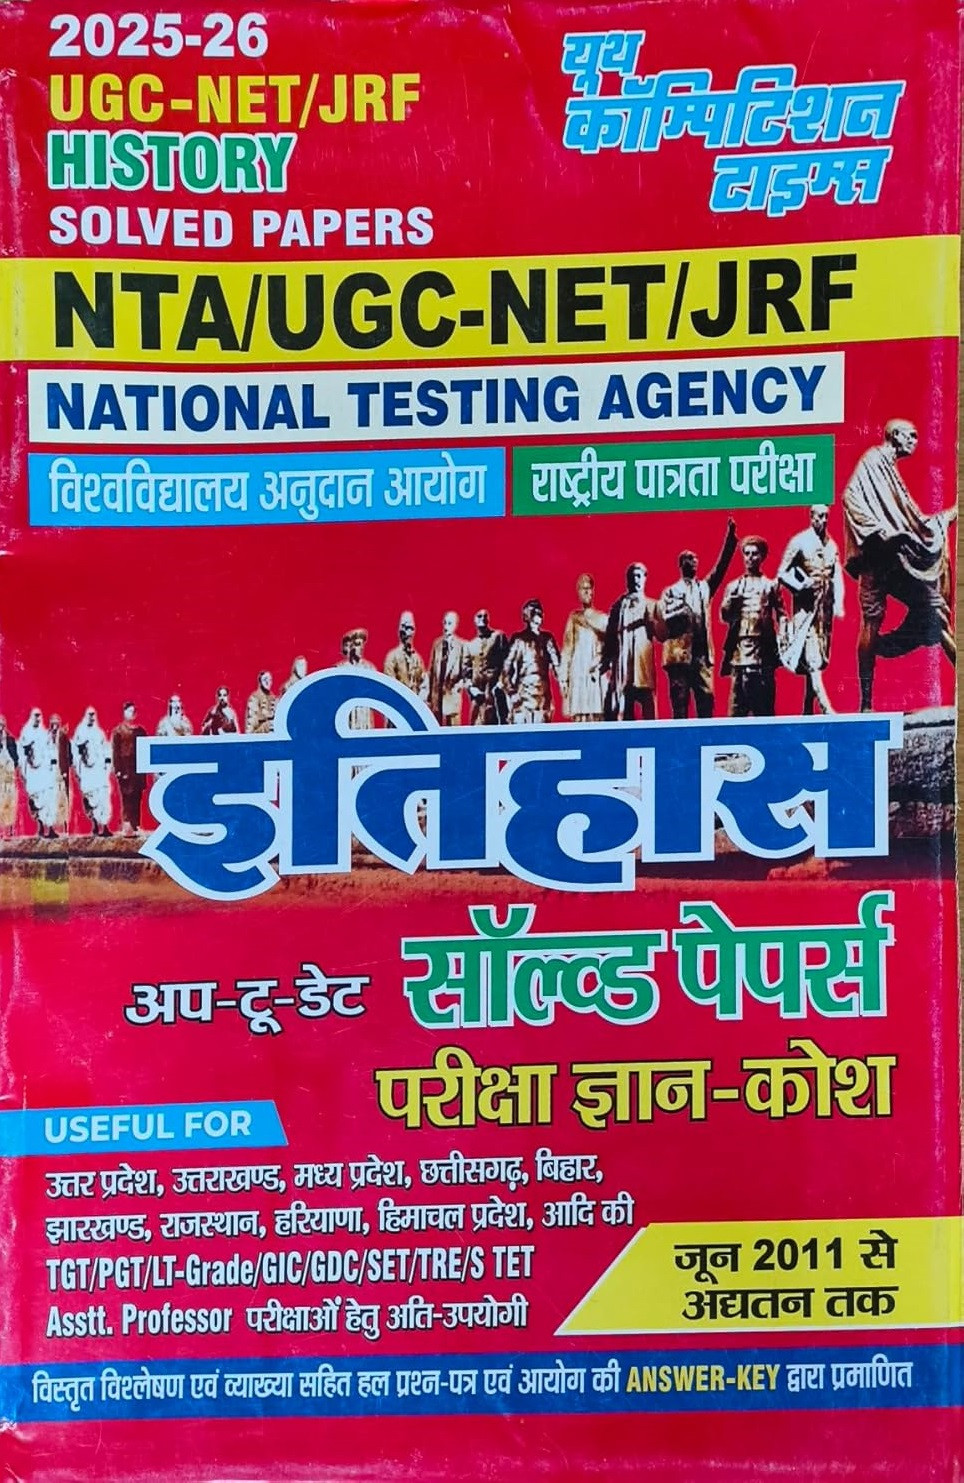 2025-26
UGC-NET/JRF
HISTORY
SOLVED PAPERS
यूथ
कॉम्पिटिशन
टाइम्स
NTA/UGC-NET/JRF
NATIONAL TESTING AGENCY
विश्वविद्यालय अनुदान आयोग
राष्ट्रीय पात्रता परीक्षा
इतिहास
अप-टू-डेट सॉल्व्ड पेपर्स
परीक्षा ज्ञान-कोश
USEFUL FOR
उत्तर प्रदेश, उत्तराखण्ड, मध्य प्रदेश, छत्तीसगढ़, बिहार,
झारखण्ड, राजस्थान, हरियाणा, हिमाचल प्रदेश, आदि की
TGT/PGT/LT-Grade/GIC/GDC/SET/TRE/S TET
Asstt. Professor परीक्षाओं हेतु अति-उपयोगी
जून 2011 से
अद्यतन तक
विस्तृत विश्लेषण एवं व्याख्या सहित हल प्रश्न-पत्र एवं आयोग की ANSWER-KEY द्वारा प्रमाणित